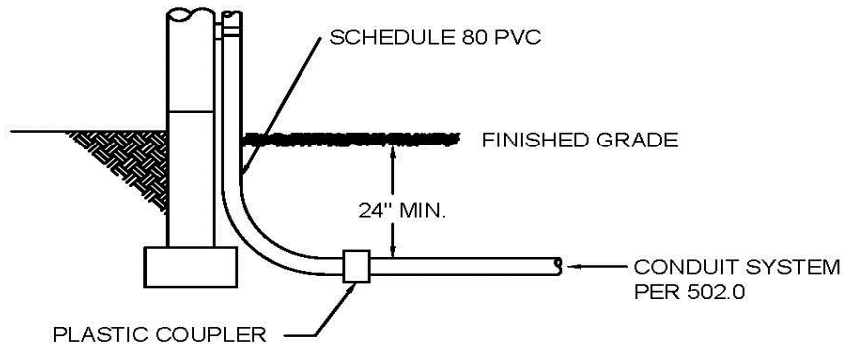 SCHEDULE 80 PVC
FINISHED GRADE
24" MIN.
CONDUIT SYSTEM
PER 502.0
PLASTIC COUPLER